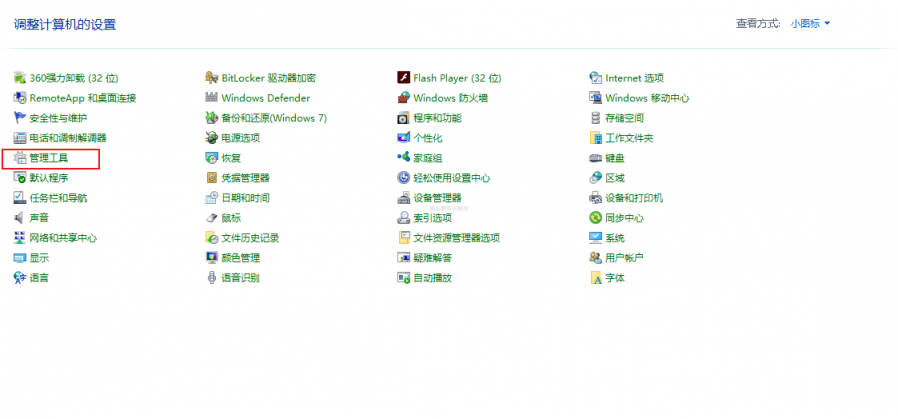 调整计算机的设置
查看方式: 小图标
360强力卸载 (32 位)
BitLocker 驱动器加密
Flash Player (32 位)
Internet 选项
RemoteApp 和桌面连接
Windows Defender
Windows 防火墙
Windows 移动中心
安全性与维护
备份和还原(Windows 7)
程序和功能
存储空间
电话和调制解调器
电源选项
个性化
工作文件夹
管理工具
恢复
家庭组
键盘
默认程序
凭据管理器
轻松使用设置中心
区域
任务栏和导航
日期和时间
设备管理器
设备和打印机
声音
鼠标
索引选项
同步中心
网络和共享中心
文件历史记录
文件资源管理器选项
系统
显示
颜色管理
疑难解答
用户帐户
语言
语音识别
自动播放
字体